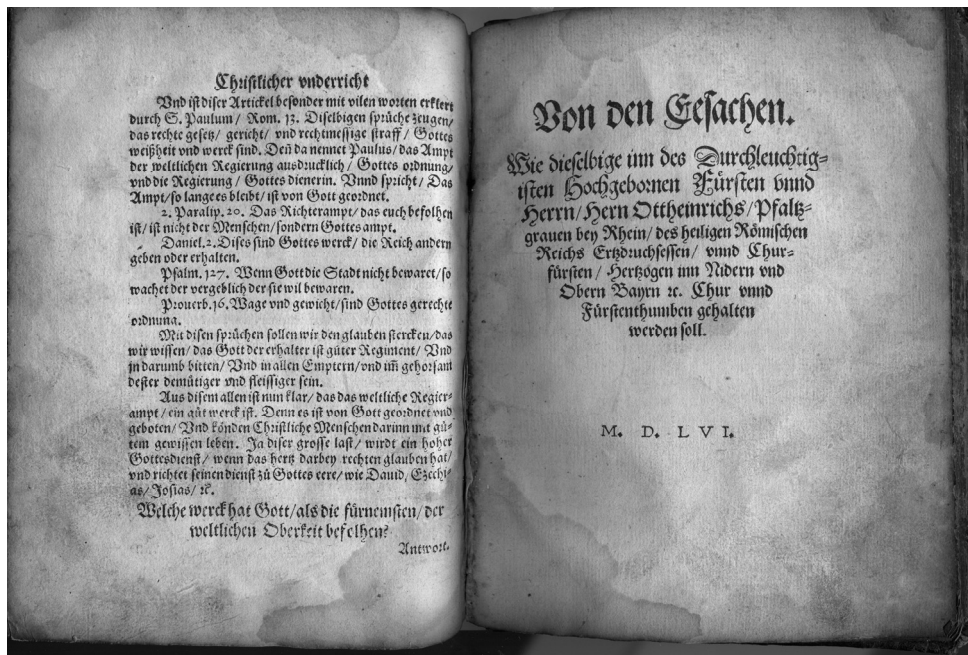 Christlicher vnderricht
Vnd ist diser Artickel besonder mit vilen worten erklert
durch S. Paulum / Rom. 13. Diselbigen sprüche zeugen/
das rechte gesetz/ gericht/ vnd rechtmessige straff / Gottes
weißheit vnd werck sind. Den̄ da nennet Paulus/ das Ampt
der weltlichen Regierung ausdrucklich / Gottes ordnung/
vnd die Regierung / Gottes dienerin. Vnnd spricht / Das
Ampt/ so lange es bleibt/ ist von Gott geordnet.
2. Paralip. 20. Das Richterampt/ das euch befolhen
ist/ ist nicht der Menschen/ sondern Gottes ampt.
Daniel. 2. Dises sind Gottes werck/ die Reich andern
geben oder erhalten.
Psalm. 127. Wenn Gott die Stadt nicht bewaret/ so
wachet der vergeblich der sie wil bewaren.
Prouerb. 16. Wage vnd gewicht/ sind Gottes gerechte
ordnung.
Mit disen sprüchen sollen wir den glauben stercken/ das
wir wissen/ das Gott der erhalter ist güter Regiment/ Vnd
jn darumb bitten/ Vnd in allen Emptern/ vnd im̄ gehorsam
dester demütiger vnd fleissiger sein.
Aus disem allen ist nun klar/ das das weltliche Regier-
ampt/ ein güt werck ist. Denn es ist von Gott geordnet vnd
geboten/ Vnd könden Christliche Menschen darinn mit gü-
tem gewissen leben. Ja diser grosse last/ wirdt ein hoher
Gottesdienst/ wenn das hertz darbey rechten glauben hat/
vnd richtet seinen dienst zů Gottes eere/ wie Dauid, Ezechi-
as/ Josias/ ꝛc.
Welche werck hat Gott/ als die fürnemsten/ der
weltlichen Oberkeit befelhen?
Antwort.
Von den Eesachen.
Wie dieselbige inn des Durchleuchtig-
isten Hochgebornen Fürsten vnnd
Herrn/ Hern Ottheinrichs/ Pfaltz-
grauen bey Rhein/ des heiligen Römischen
Reichs Ertzdruchsessen/ vnnd Chur-
fürsten/ Hertzogen inn Nidern vnd
Obern Bayrn ꝛc. Chur vnnd
Fürstenthumben gehalten
werden soll.
M. D. LVI.